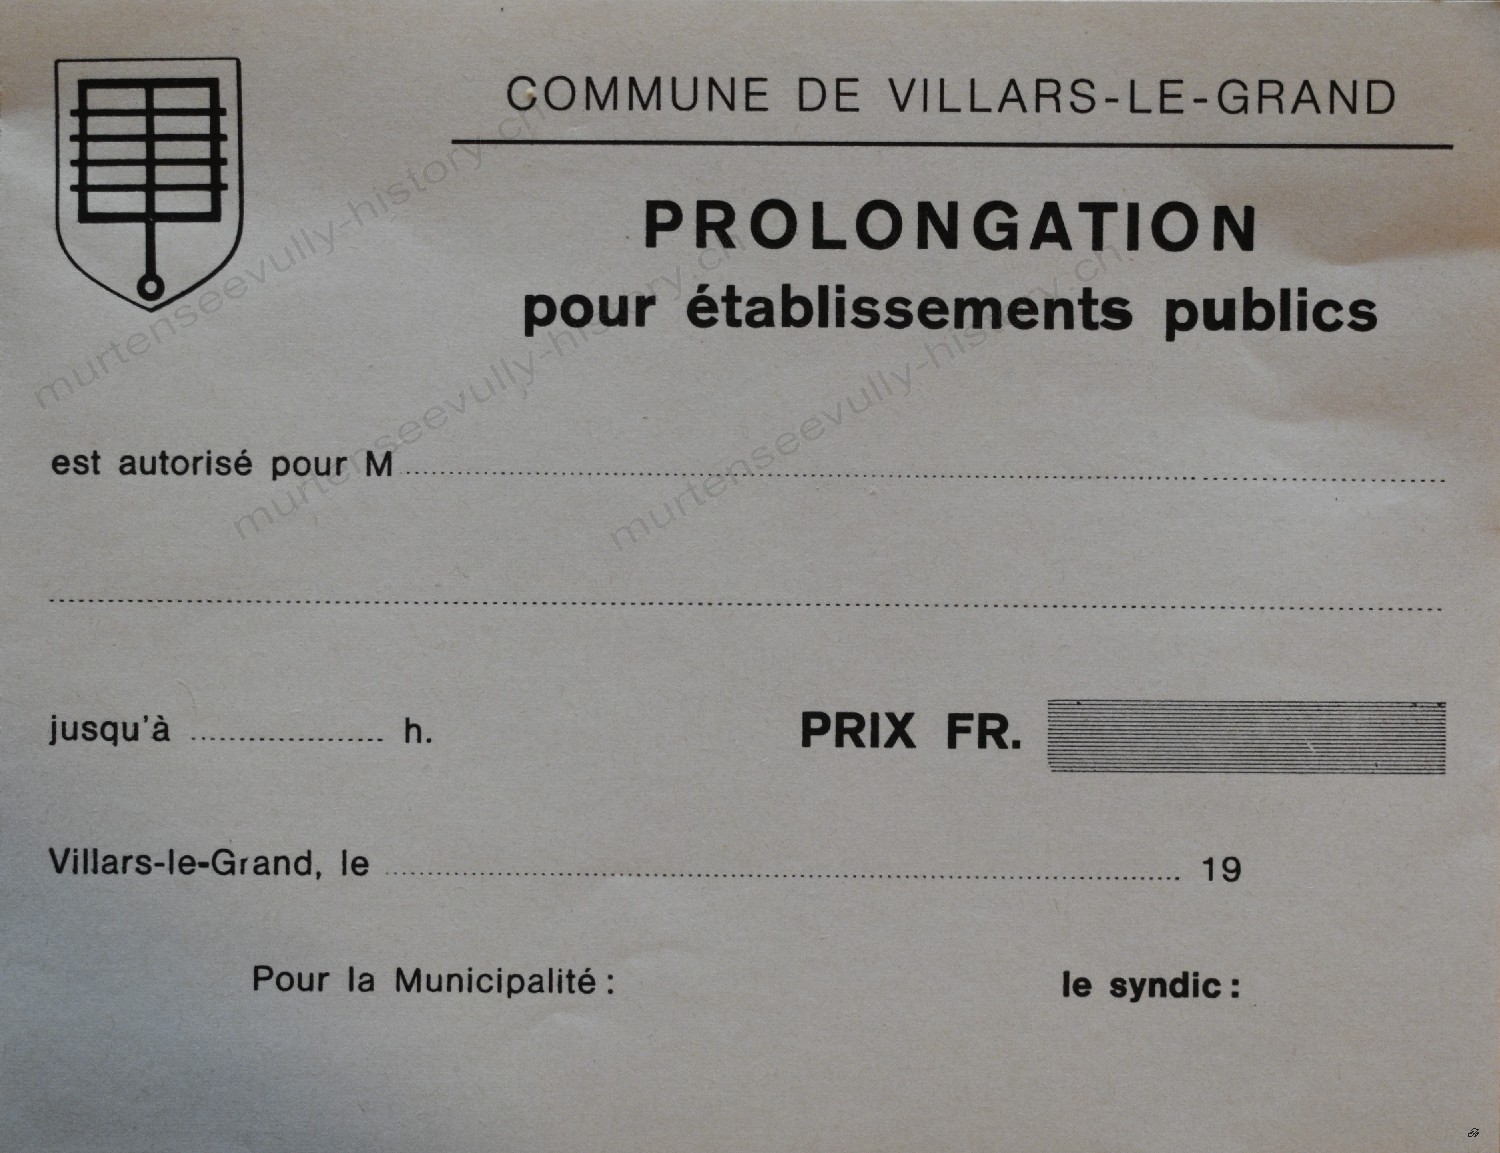 COMMUNE DE VILLARS-LE-GRAND
PROLONGATION
pour établissements publics
est autorisé pour M
jusqu'à h. PRIX FR.
Villars-le-Grand, le 19
Pour la Municipalité : le syndic :
murtenseevully-history.ch
murtenseevully-history.ch
murtenseevully-history.ch